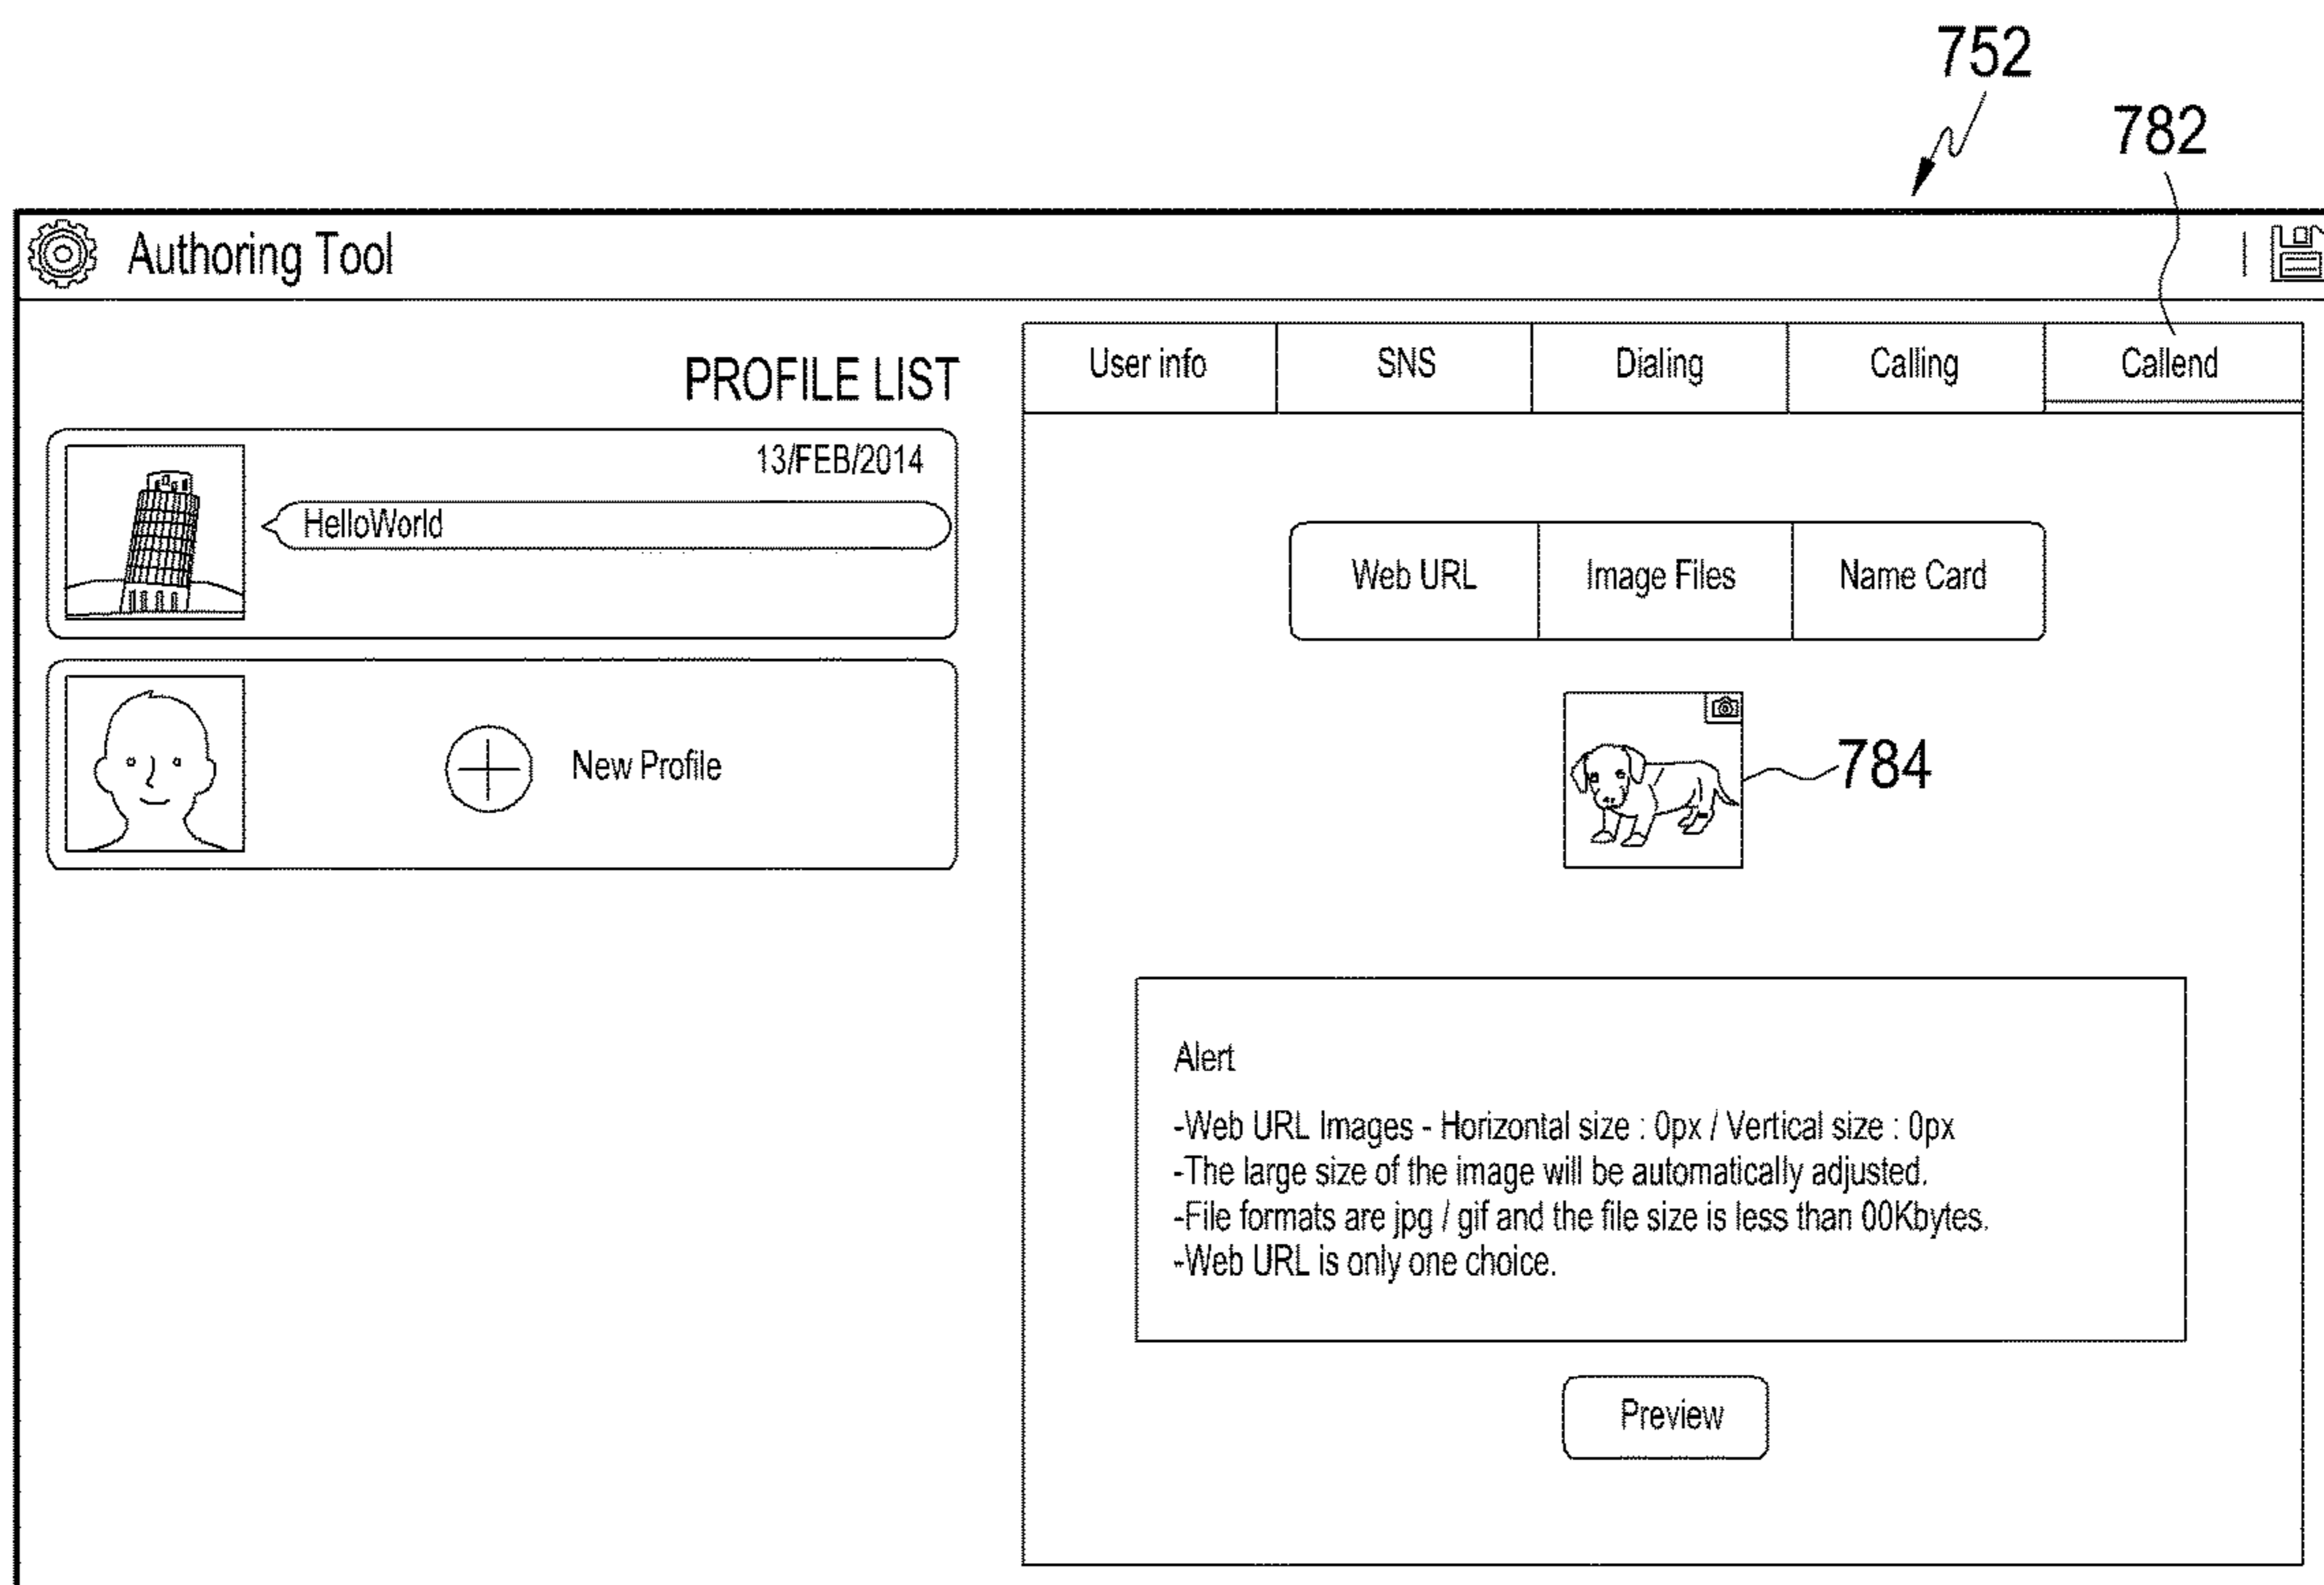 752
782
Authoring Tool
PROFILE LIST
13/FEB/2014
HelloWorld
New Profile
User info
SNS
Dialing
Calling
Callend
Web URL
Image Files
Name Card
784
Alert
-Web URL Images - Horizontal size : 0px / Vertical size : 0px
-The large size of the image will be automatically adjusted.
-File formats are jpg / gif and the file size is less than 00Kbytes.
-Web URL is only one choice.
Preview